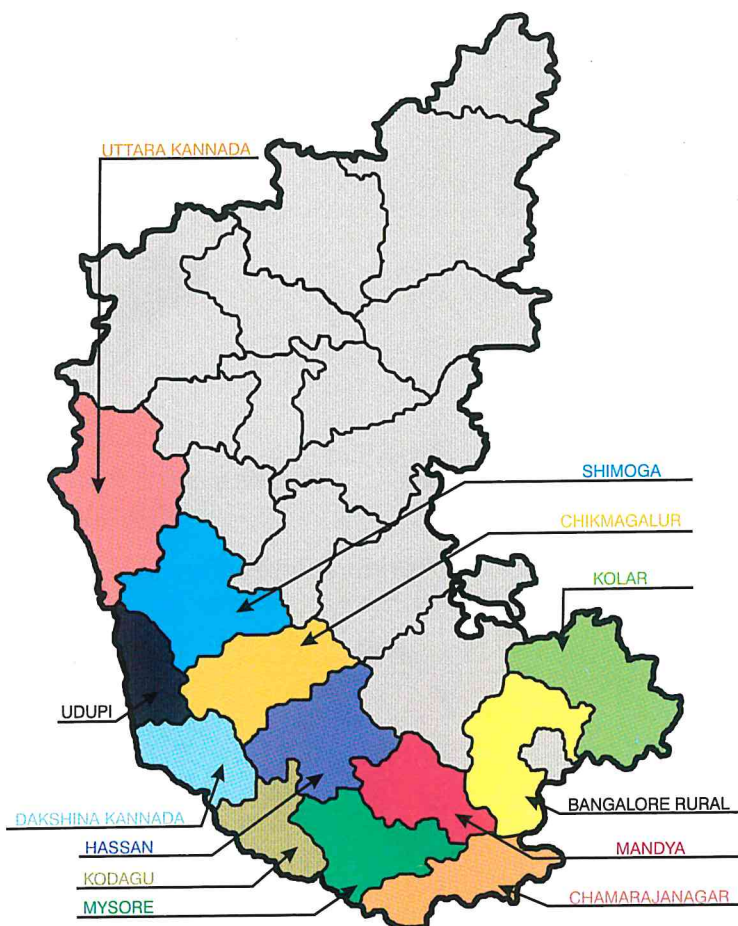 UTTARA KANNADA
SHIMOGA
CHIKMAGALUR
KOLAR
UDUPI
BANGALORE RURAL
DAKSHINA KANNADA
HASSAN
MANDYA
KODAGU
CHAMARAJANAGAR
MYSORE